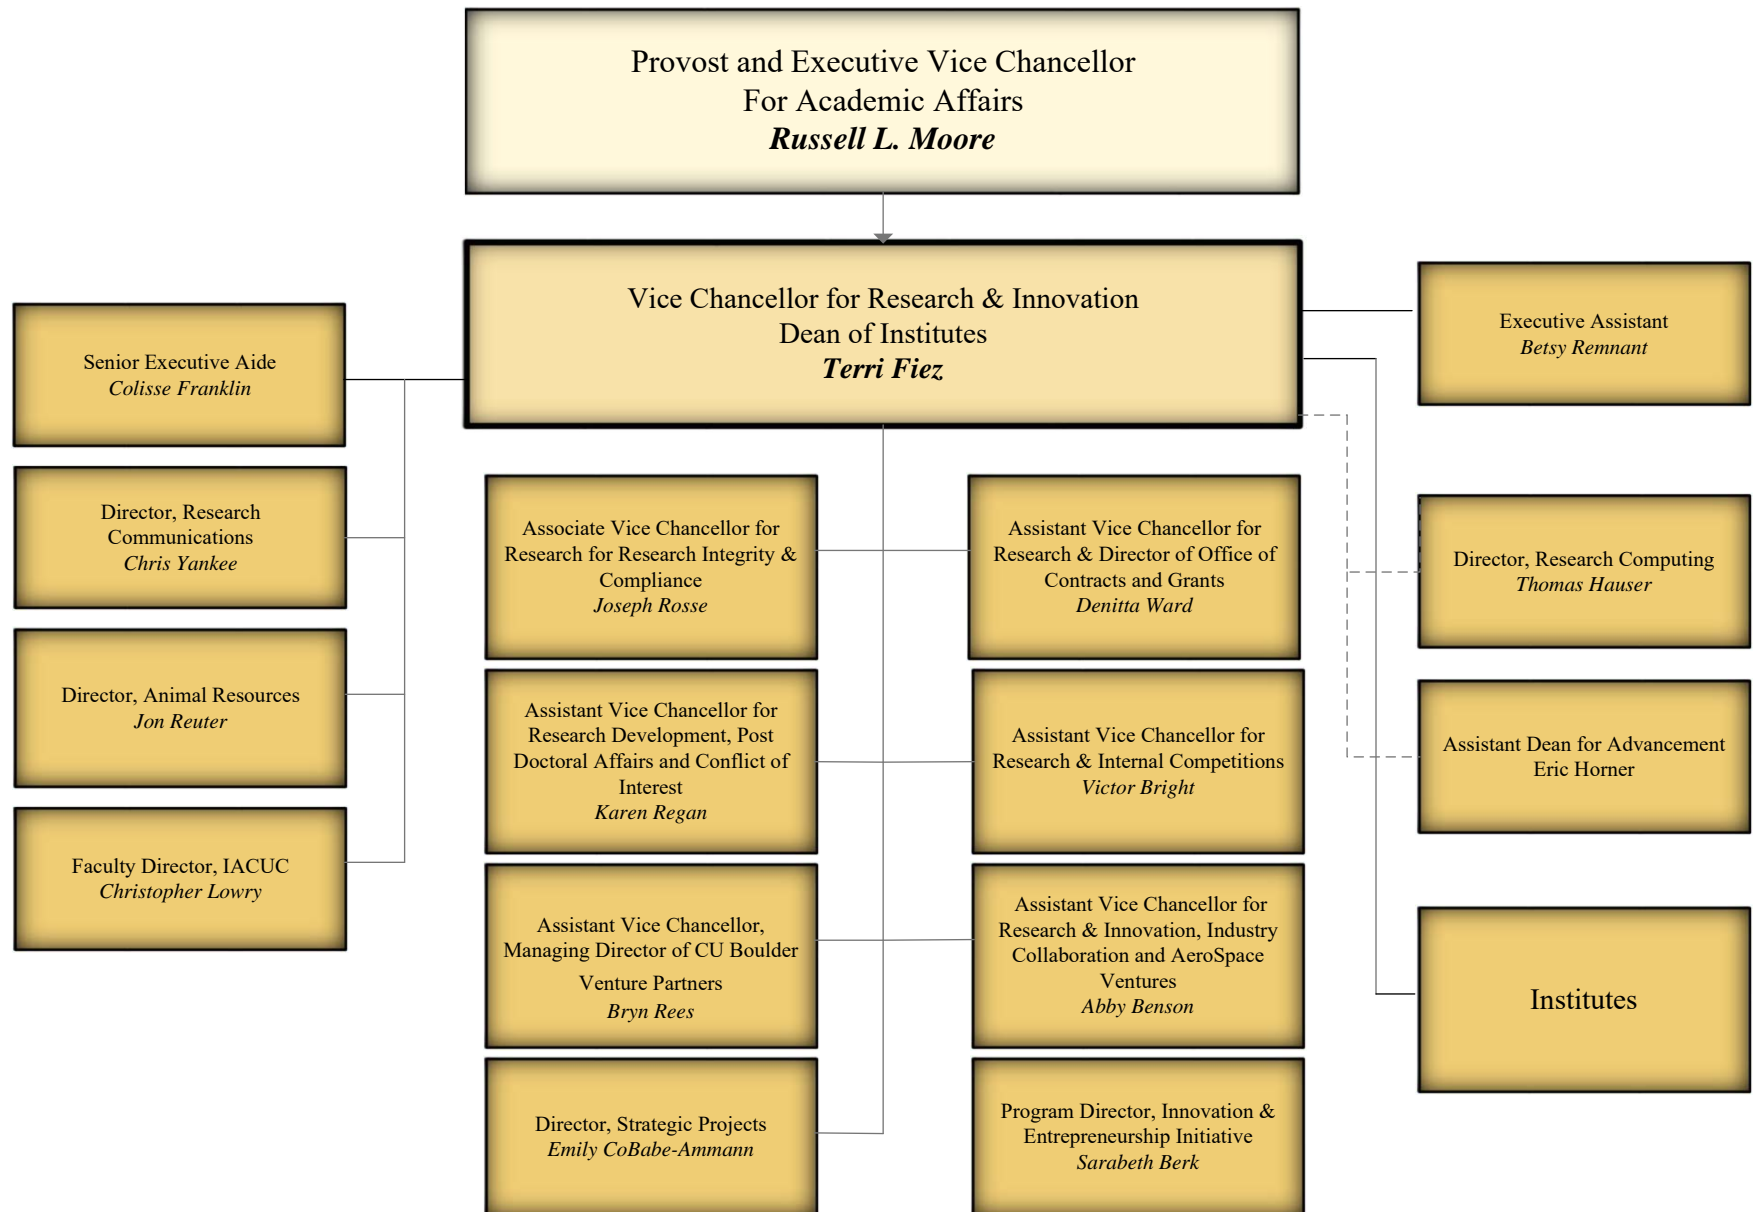 Provost and Executive Vice Chancellor
For Academic Affairs
Russell L. Moore
Vice Chancellor for Research & Innovation
Dean of Institutes
Terri Fiez
Senior Executive Aide
Colisse Franklin
Director, Research
Communications
Chris Yankee
Director, Animal Resources
Jon Reuter
Faculty Director, IACUC
Christopher Lowry
Associate Vice Chancellor for
Research for Research Integrity &
Compliance
Joseph Rosse
Assistant Vice Chancellor for
Research Development, Post
Doctoral Affairs and Conflict of
Interest
Karen Regan
Assistant Vice Chancellor,
Managing Director of CU Boulder
Venture Partners
Bryn Rees
Director, Strategic Projects
Emily CoBabe-Ammann
Assistant Vice Chancellor for
Research & Director of Office of
Contracts and Grants
Denitta Ward
Assistant Vice Chancellor for
Research & Internal Competitions
Victor Bright
Assistant Vice Chancellor for
Research & Innovation, Industry
Collaboration and AeroSpace
Ventures
Abby Benson
Program Director, Innovation &
Entrepreneurship Initiative
Sarabeth Berk
Executive Assistant
Betsy Remnant
Director, Research Computing
Thomas Hauser
Assistant Dean for Advancement
Eric Horner
Institutes